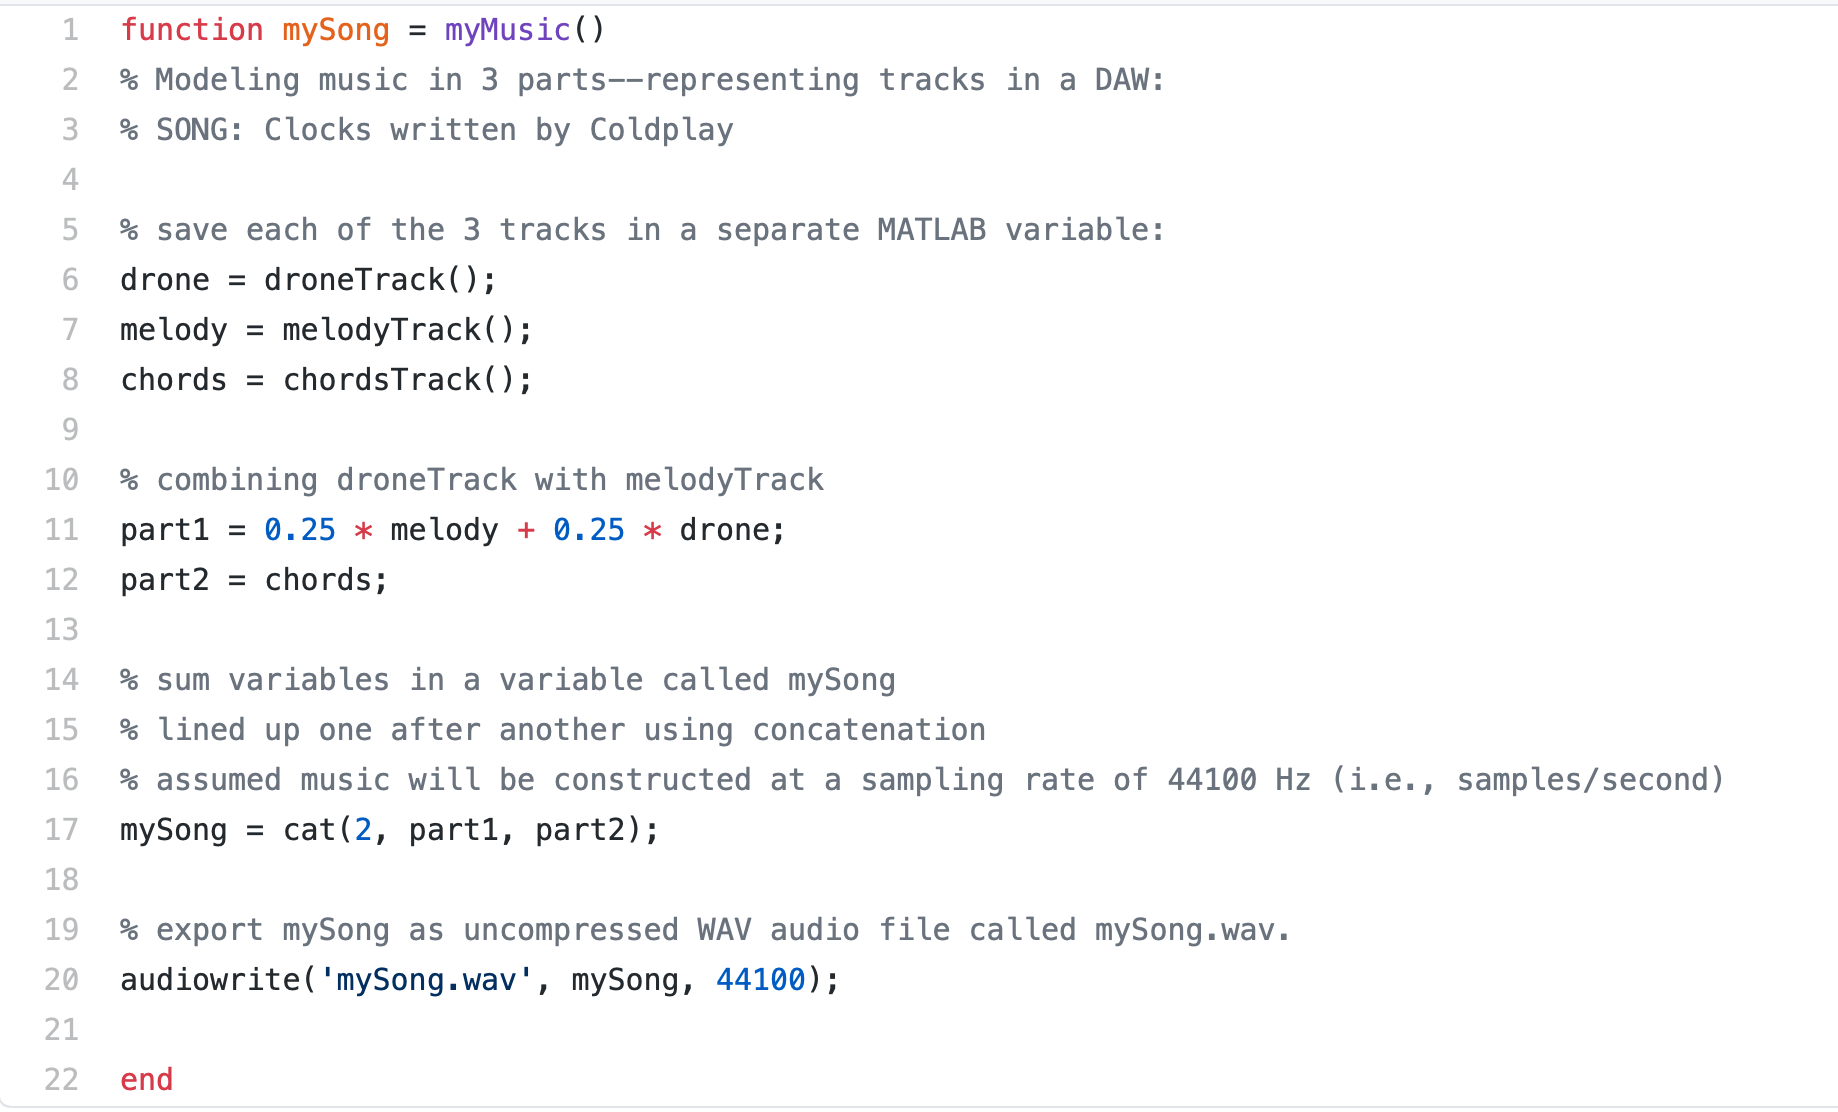 1 function mySong = myMusic()
2 % Modeling music in 3 parts––representing tracks in a DAW:
3 % SONG: Clocks written by Coldplay
4
5 % save each of the 3 tracks in a separate MATLAB variable:
6 drone = droneTrack();
7 melody = melodyTrack();
8 chords = chordsTrack();
9
10 % combining droneTrack with melodyTrack
11 part1 = 0.25 * melody + 0.25 * drone;
12 part2 = chords;
13
14 % sum variables in a variable called mySong
15 % lined up one after another using concatenation
16 % assumed music will be constructed at a sampling rate of 44100 Hz (i.e., samples/second)
17 mySong = cat(2, part1, part2);
18
19 % export mySong as uncompressed WAV audio file called mySong.wav.
20 audiowrite('mySong.wav', mySong, 44100);
21
22 end